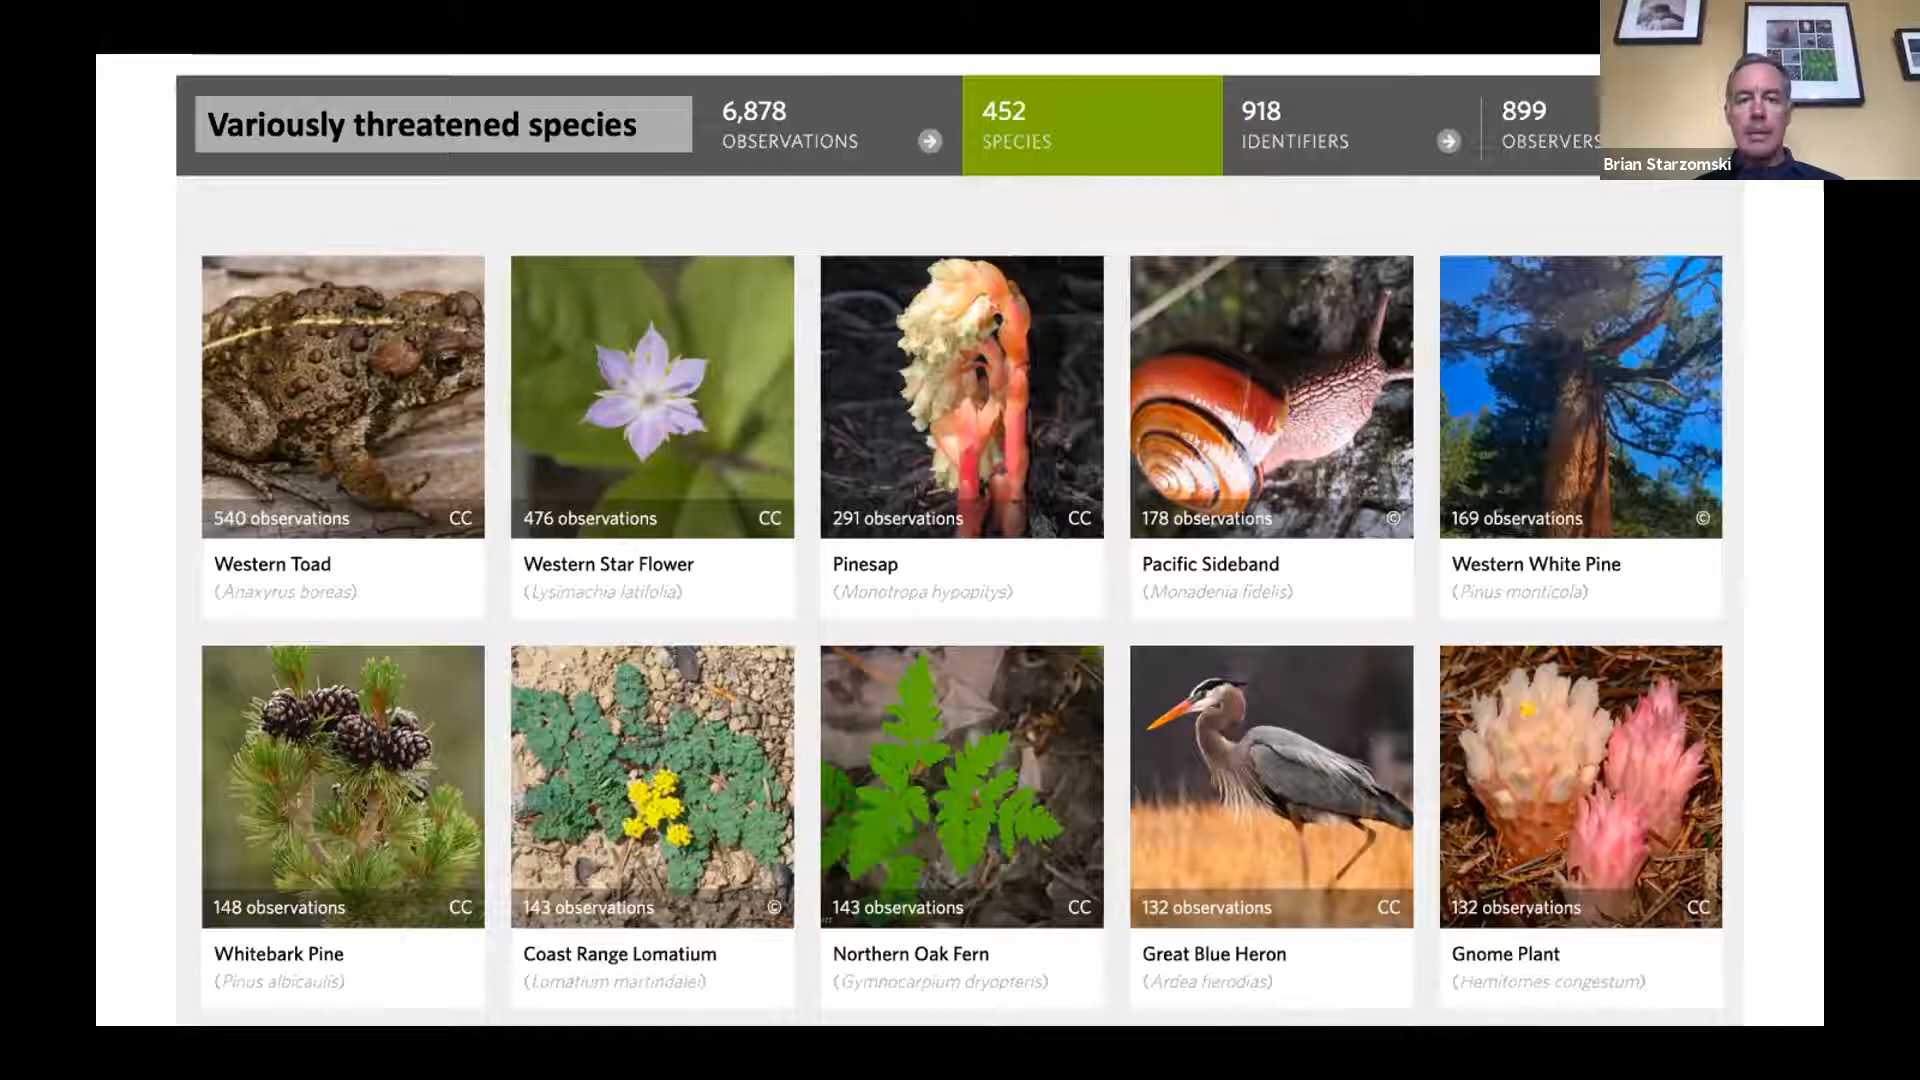 Variously threatened species
6,878
OBSERVATIONS
452
SPECIES
918
IDENTIFIERS
899
OBSERVERS
Brian Starzomski
540 observations CC
476 observations CC
291 observations CC
178 observations ©
169 observations ©
Western Toad
(Anaxyrus boreas)
Western Star Flower
(Lysimachia latifolia)
Pinesap
(Monotropa hypopitys)
Pacific Sideband
(Monadenia fidelis)
Western White Pine
(Pinus monticola)
148 observations CC
143 observations ©
143 observations CC
132 observations CC
132 observations CC
Whitebark Pine
(Pinus albicaulis)
Coast Range Lomatium
(Lomatium martindalei)
Northern Oak Fern
(Gymnocarpium dryopteris)
Great Blue Heron
(Ardea herodias)
Gnome Plant
(Hemitomes congestum)